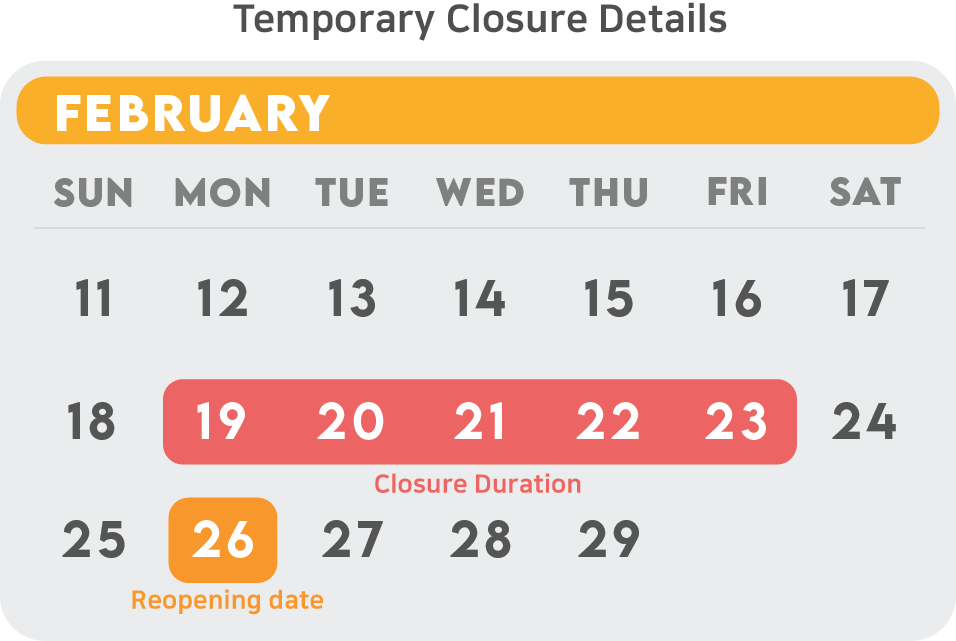 Temporary Closure Details
FEBRUARY
SUN MON TUE WED THU FRI SAT
11 12 13 14 15 16 17
18 19 20 21 22 23 24
Closure Duration
25 26 27 28 29
Reopening date